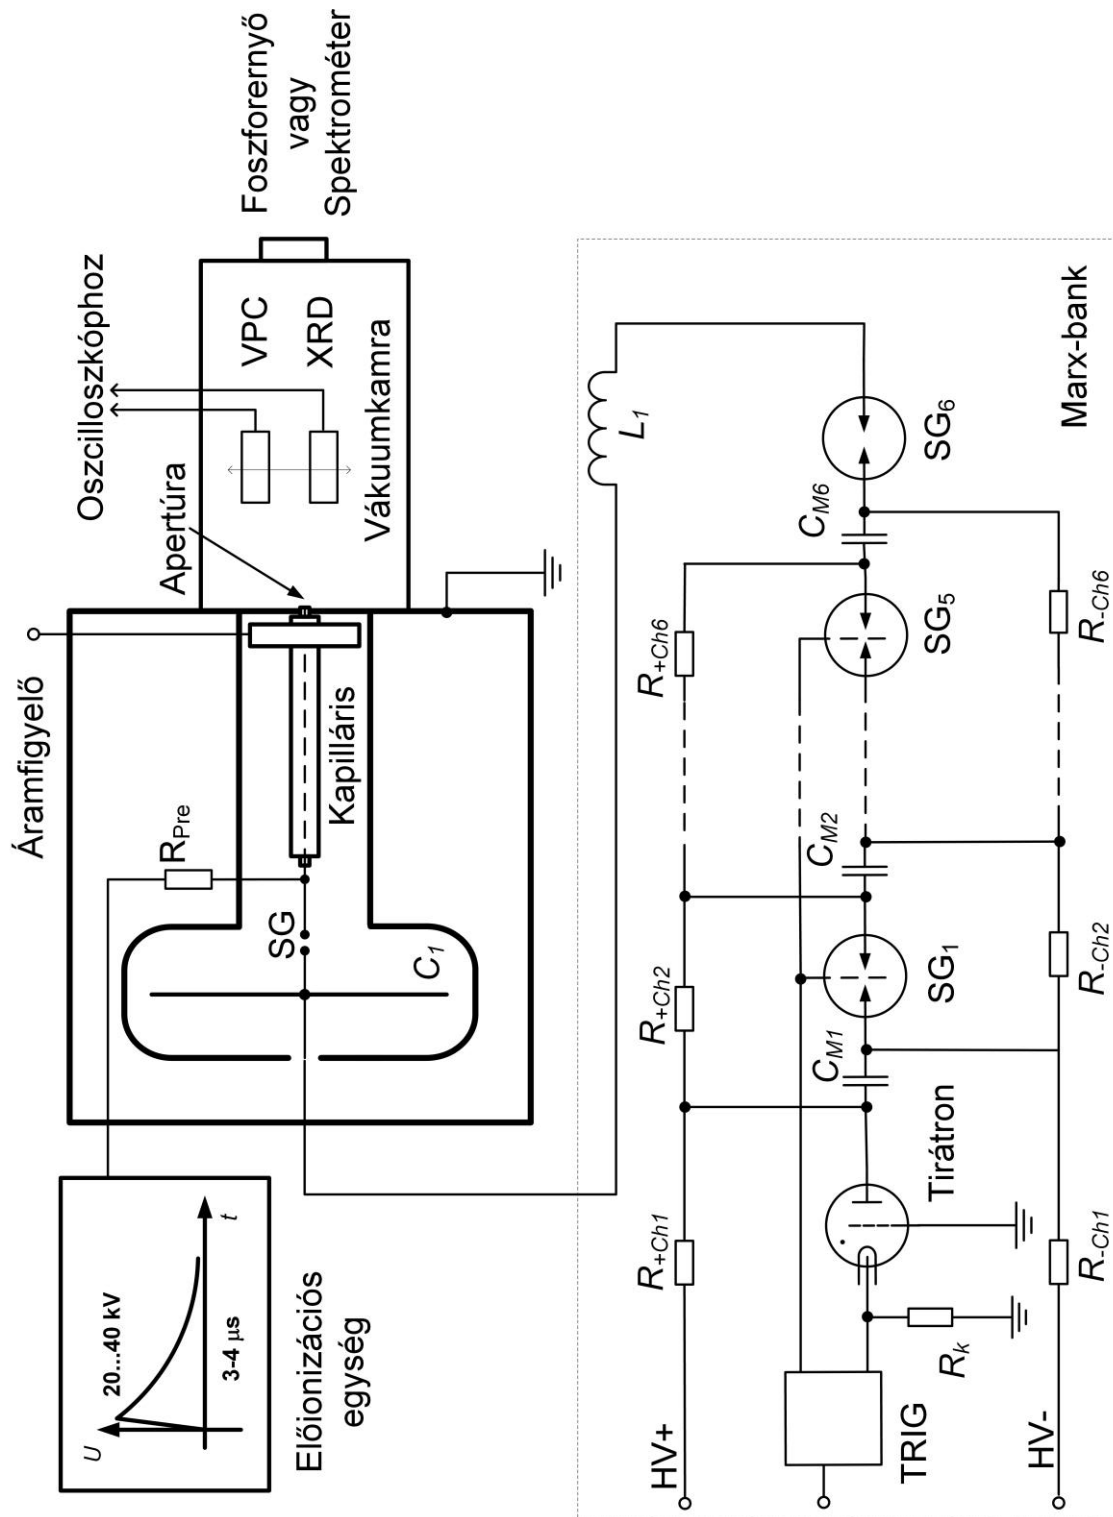 U
20...40 kV
3-4 μs
t
Előionizációs
egység
Áramfigyelő
R_Pre
SG
C_1
Kapilláris
Apertúra
Oszcilloszkóphoz
VPC
XRD
Vákuumkamra
Foszforernyő
vagy
Spektrométer
HV+
R_+Ch1
R_+Ch2
R_+Ch6
L_1
TRIG
R_k
Tirátron
C_M1
SG_1
C_M2
SG_5
C_M6
SG_6
HV-
R_-Ch1
R_-Ch2
R_-Ch6
Marx-bank